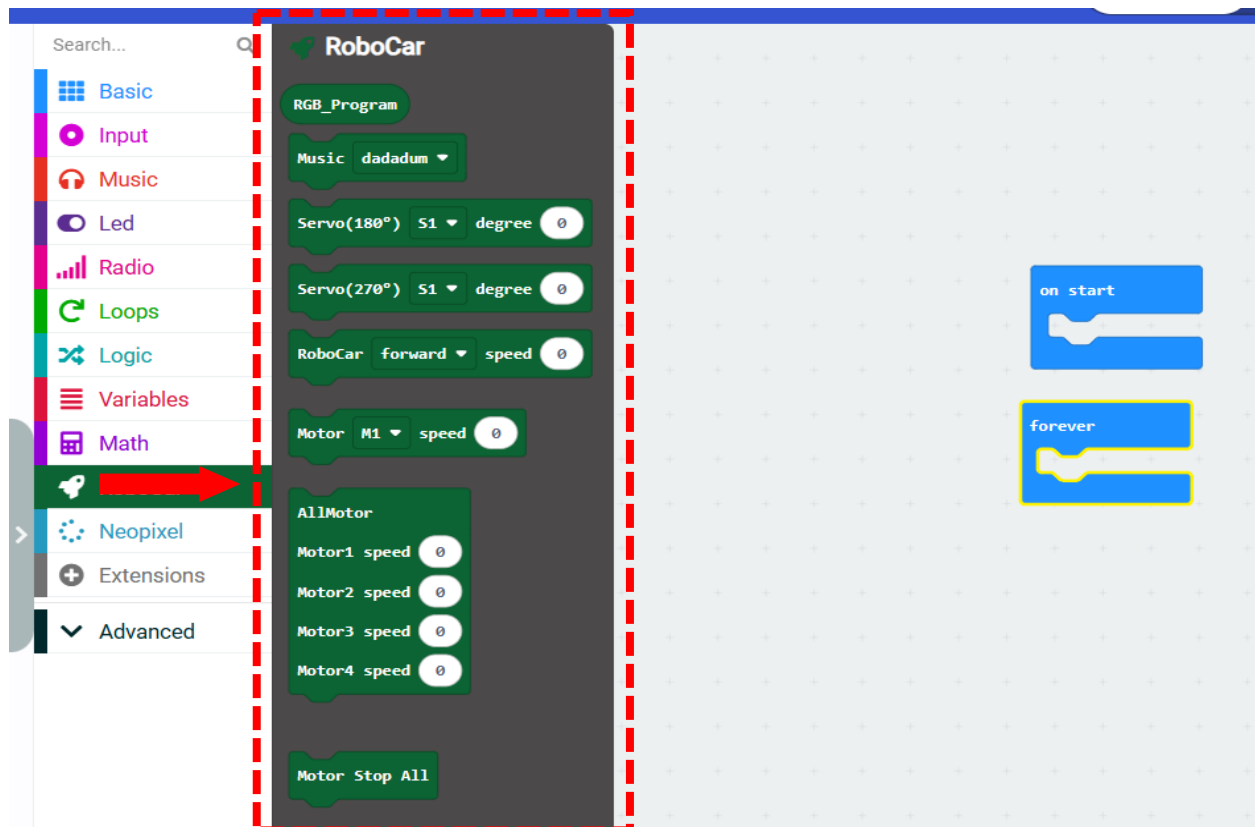 Search...
Basic
Input
Music
Led
Radio
Loops
Logic
Variables
Math
Neopixel
Extensions
Advanced
RoboCar
RGB_Program
Music dadadum
Servo(180°) S1 degree 0
Servo(270°) S1 degree 0
RoboCar forward speed 0
Motor M1 speed 0
AllMotor
Motor1 speed 0
Motor2 speed 0
Motor3 speed 0
Motor4 speed 0
Motor Stop All
on start
forever